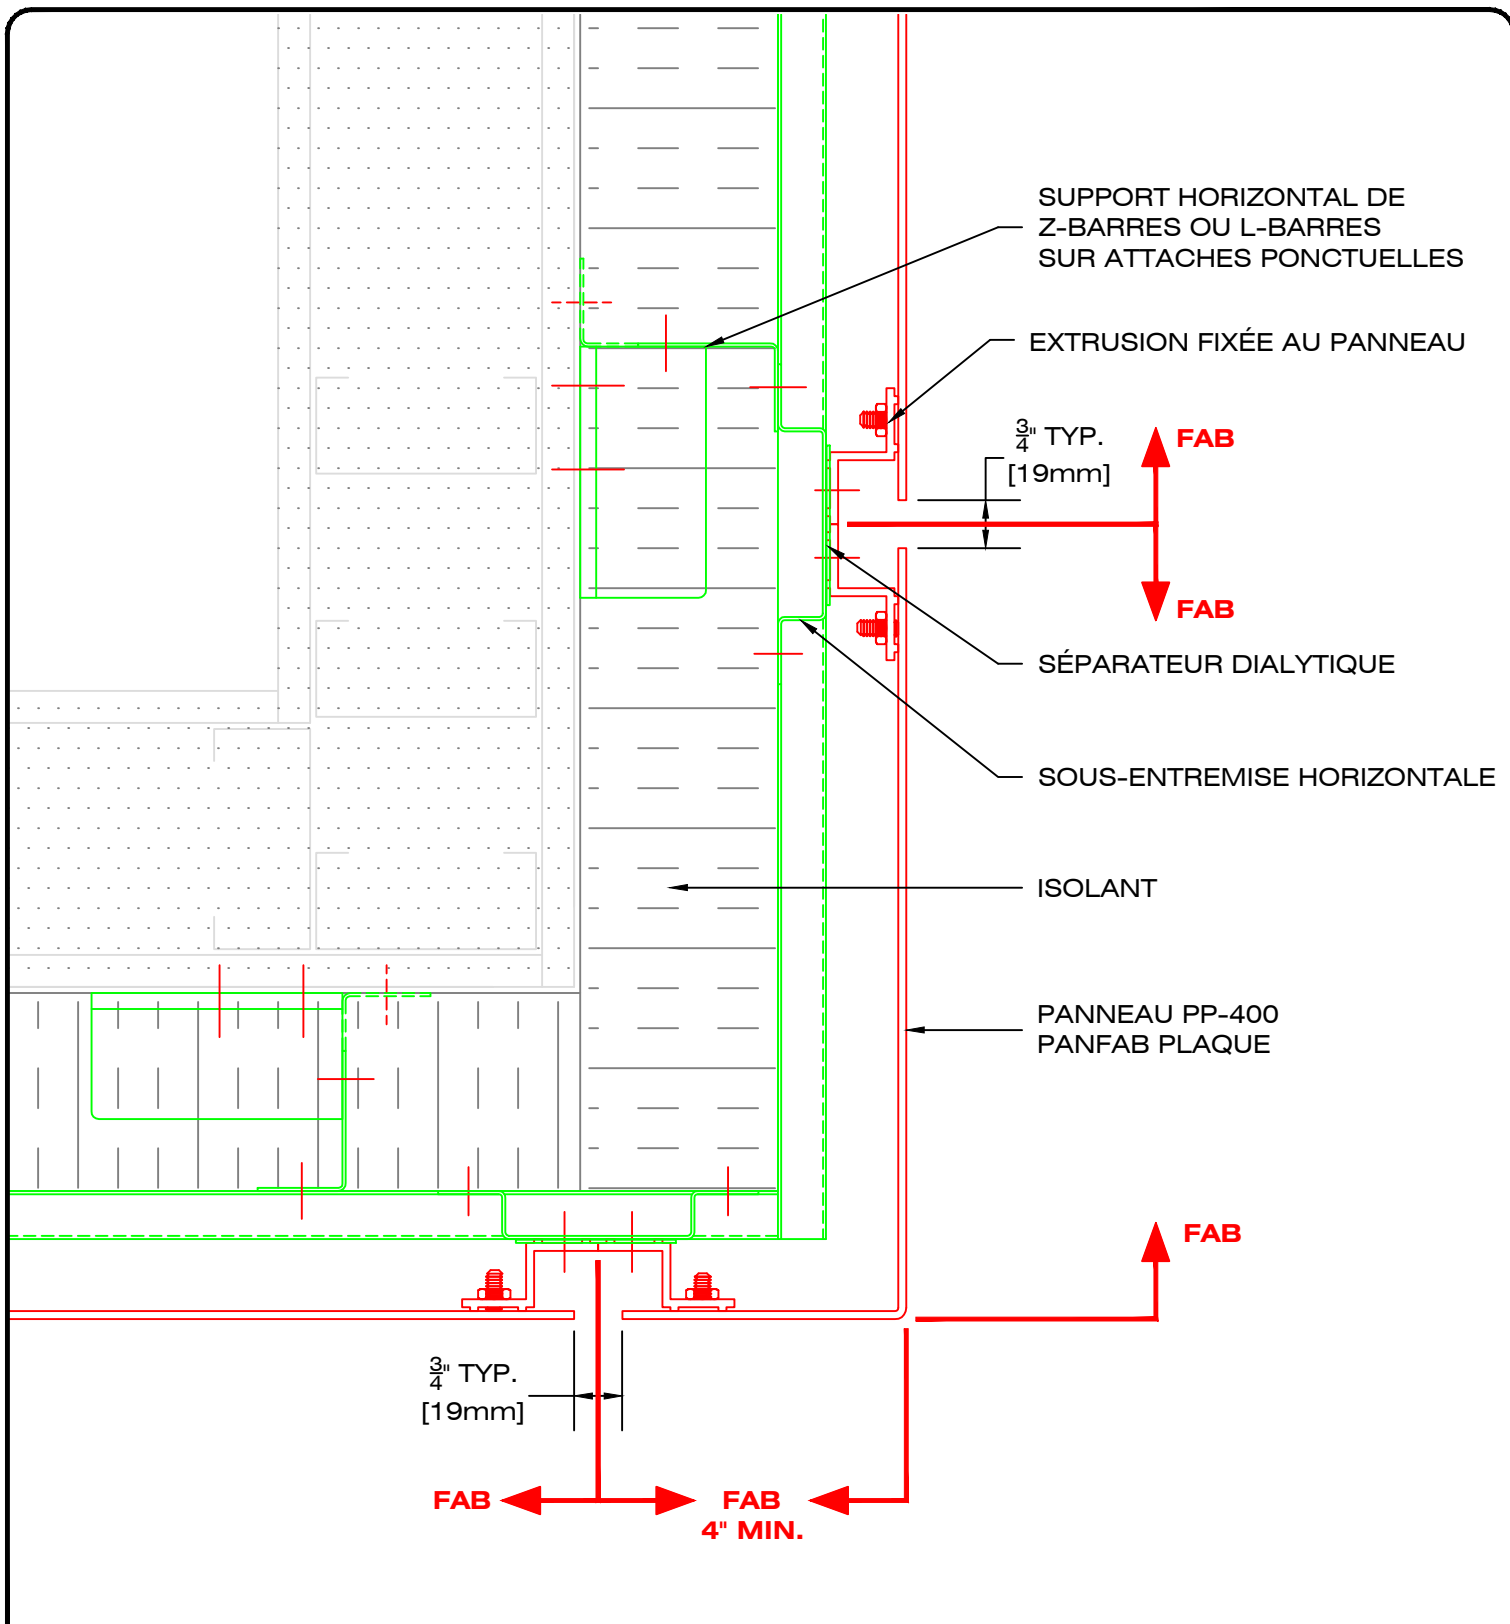 SUPPORT HORIZONTAL DE
Z-BARRES OU L-BARRES
SUR ATTACHES PONCTUELLES
EXTRUSION FIXÉE AU PANNEAU
3/4" TYP.
[19mm]
FAB
FAB
SÉPARATEUR DIALYTIQUE
SOUS-ENTREMISE HORIZONTALE
ISOLANT
PANNEAU PP-400
PANFAB PLAQUE
FAB
3/4" TYP.
[19mm]
FAB
FAB
4" MIN.